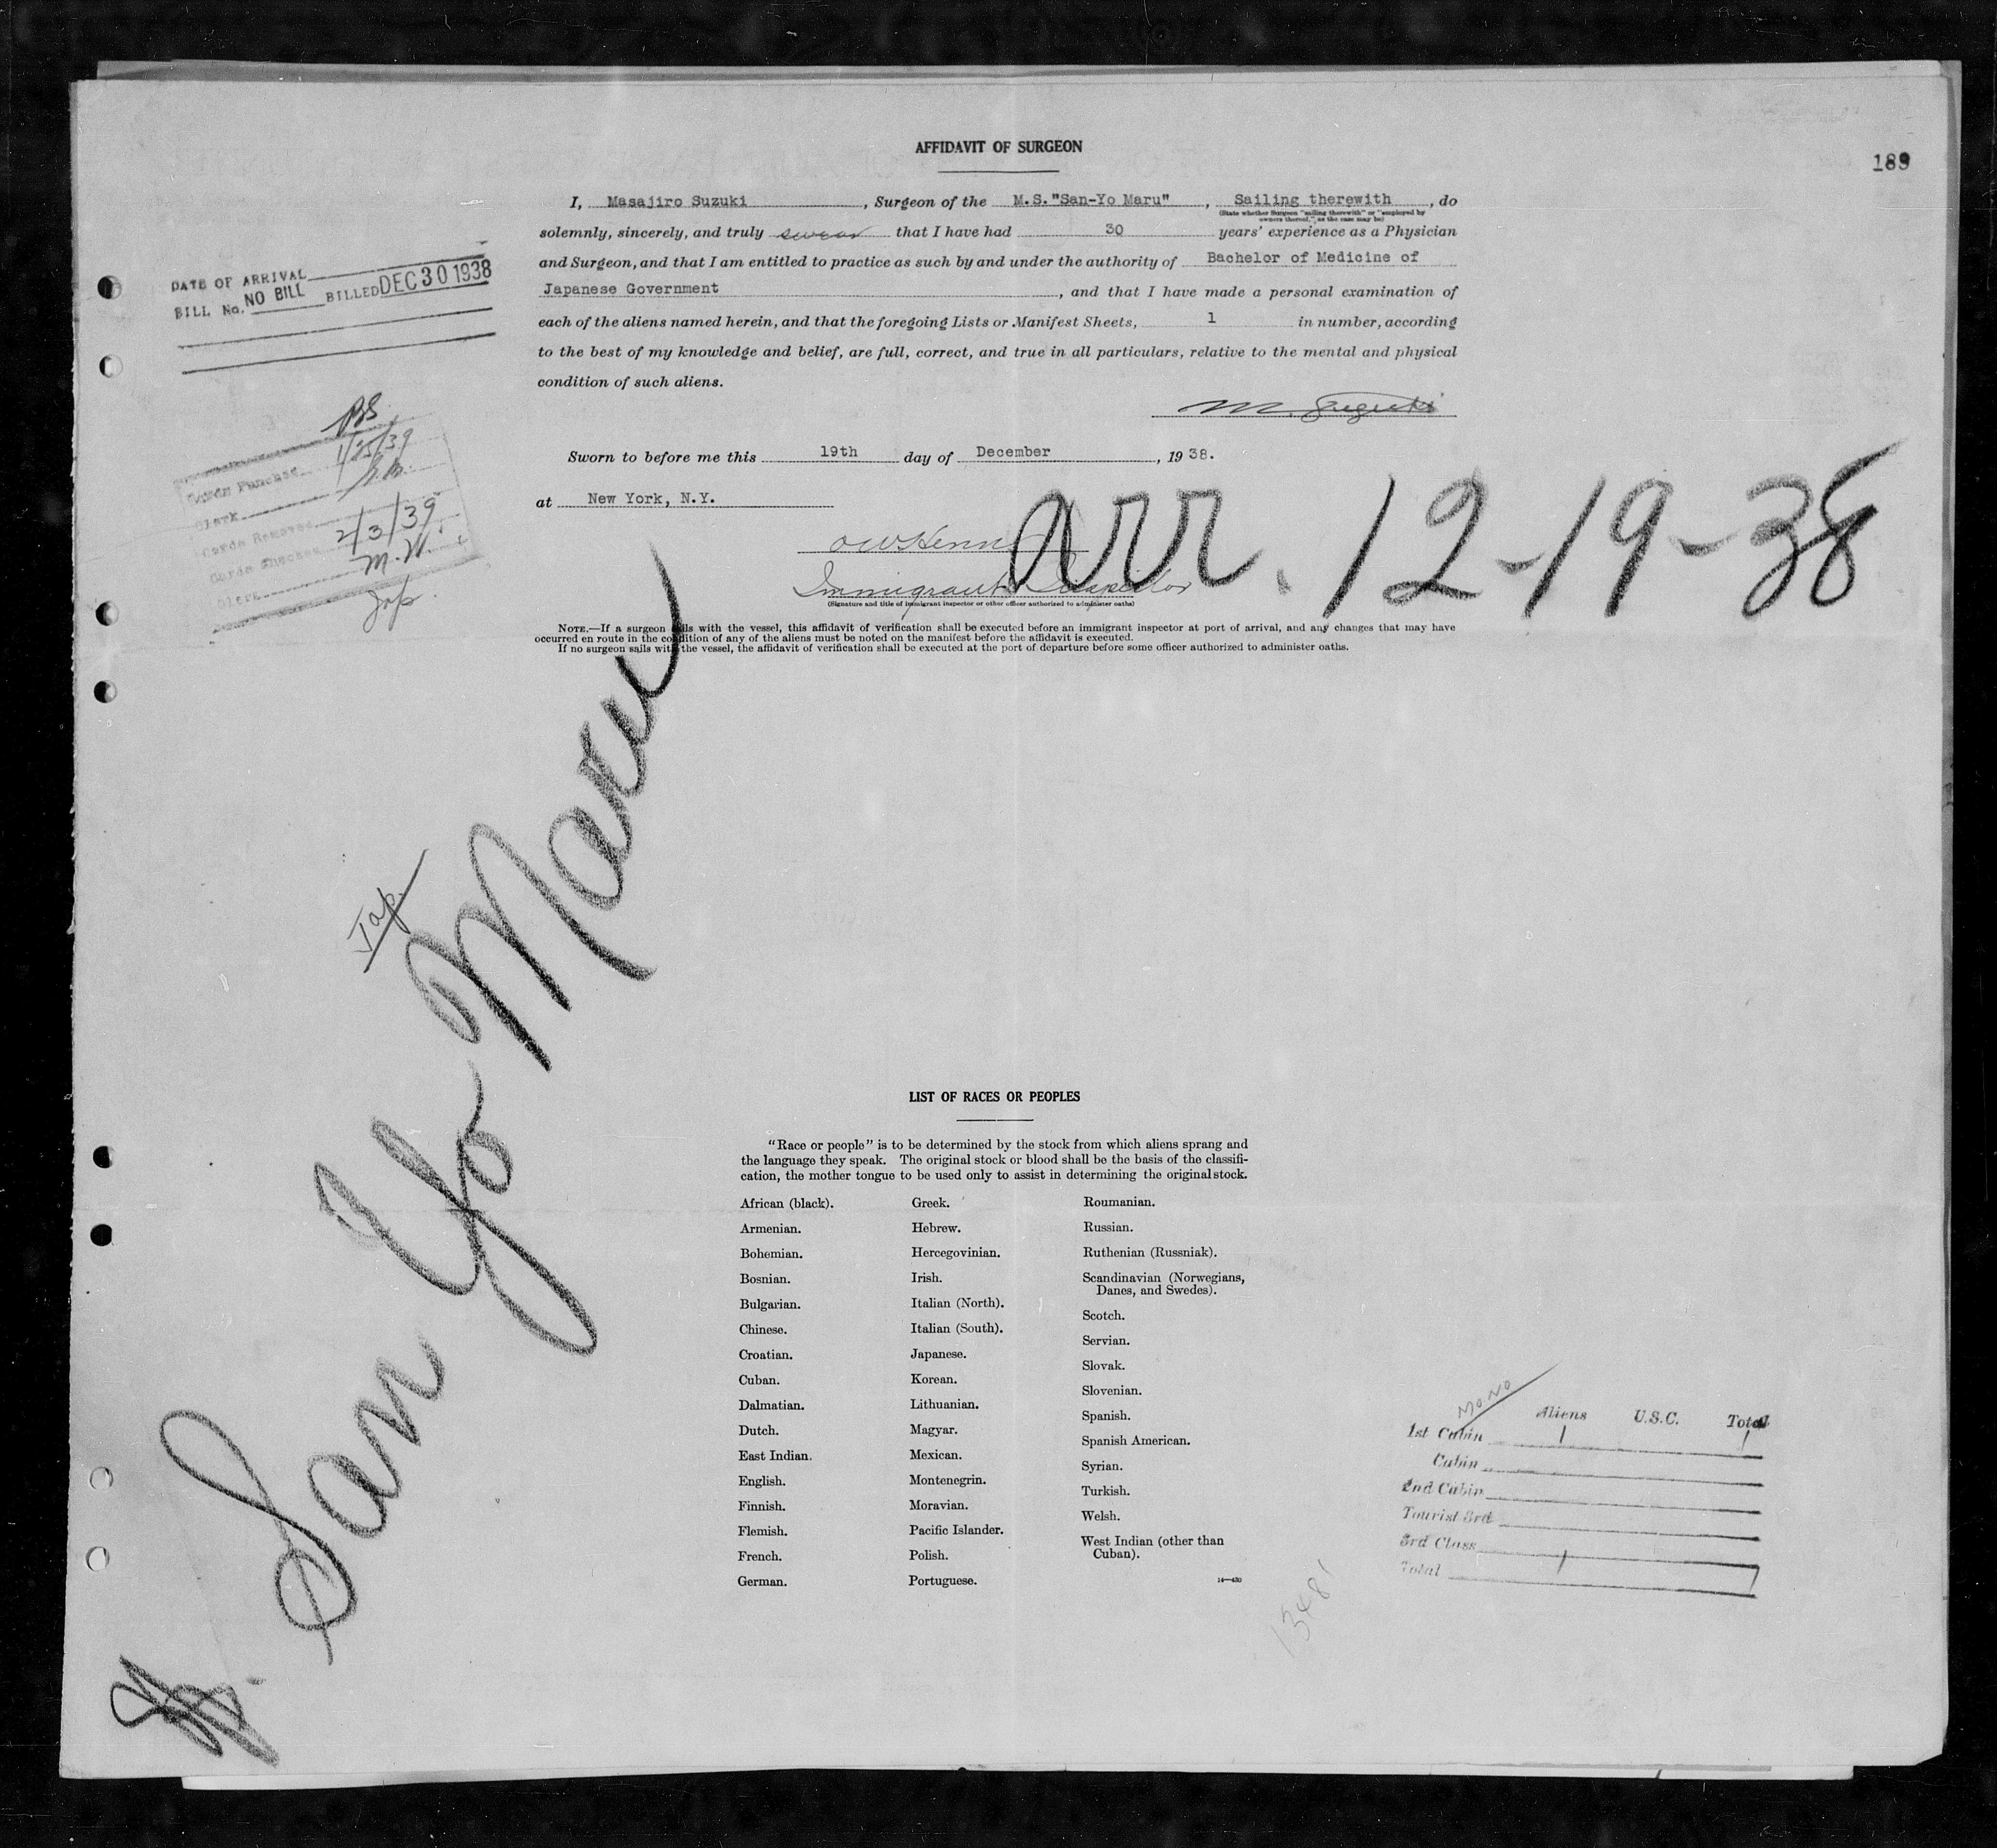 AFFIDAVIT OF SURGEON
189
I, Masajiro Suzuki, Surgeon of the M.S."San-Yo Maru", Sailing therewith, do
(State whether Surgeon "sailing therewith" or "employed by
owners thereof," as the case may be)
solemnly, sincerely, and truly swear that I have had 30 years' experience as a Physician
and Surgeon, and that I am entitled to practice as such by and under the authority of Bachelor of Medicine of
Japanese Government, and that I have made a personal examination of
each of the aliens named herein, and that the foregoing Lists or Manifest Sheets, 1 in number, according
to the best of my knowledge and belief, are full, correct, and true in all particulars, relative to the mental and physical
condition of such aliens.
M. Suzuki
Sworn to before me this 19th day of December, 1938.
at New York, N.Y.
Immigrant Inspector
(Signature and title of immigrant inspector or other officer authorized to administer oaths)
NOTE.—If a surgeon sails with the vessel, this affidavit of verification shall be executed before an immigrant inspector at port of arrival, and any changes that may have
occurred en route in the condition of any of the aliens must be noted on the manifest before the affidavit is executed.
If no surgeon sails with the vessel, the affidavit of verification shall be executed at the port of departure before some officer authorized to administer oaths.
DATE OF ARRIVAL
BILL No. NO BILL BILLED DEC 30 1938
BS
Cards Punched 1/25/39
Clerk
Cards Removed
Cards Checked 2/3/39
Clerk M.W.
Jap.
arr. 12-19-38
Jap.
San Yo Maru
LIST OF RACES OR PEOPLES
"Race or people" is to be determined by the stock from which aliens sprang and
the language they speak. The original stock or blood shall be the basis of the classifi-
cation, the mother tongue to be used only to assist in determining the original stock.
African (black).
Armenian.
Bohemian.
Bosnian.
Bulgarian.
Chinese.
Croatian.
Cuban.
Dalmatian.
Dutch.
East Indian.
English.
Finnish.
Flemish.
French.
German.
Greek.
Hebrew.
Hercegovinian.
Irish.
Italian (North).
Italian (South).
Japanese.
Korean.
Lithuanian.
Magyar.
Mexican.
Montenegrin.
Moravian.
Pacific Islander.
Polish.
Portuguese.
Roumanian.
Russian.
Ruthenian (Russniak).
Scandinavian (Norwegians,
Danes, and Swedes).
Scotch.
Servian.
Slovak.
Slovenian.
Spanish.
Spanish American.
Syrian.
Turkish.
Welsh.
West Indian (other than
Cuban).
14—430
MONO
Aliens U.S.C. Total
1st Cabin 1 1
Cabin
2nd Cabin
Tourist 3rd
3rd Class
Total 1 1